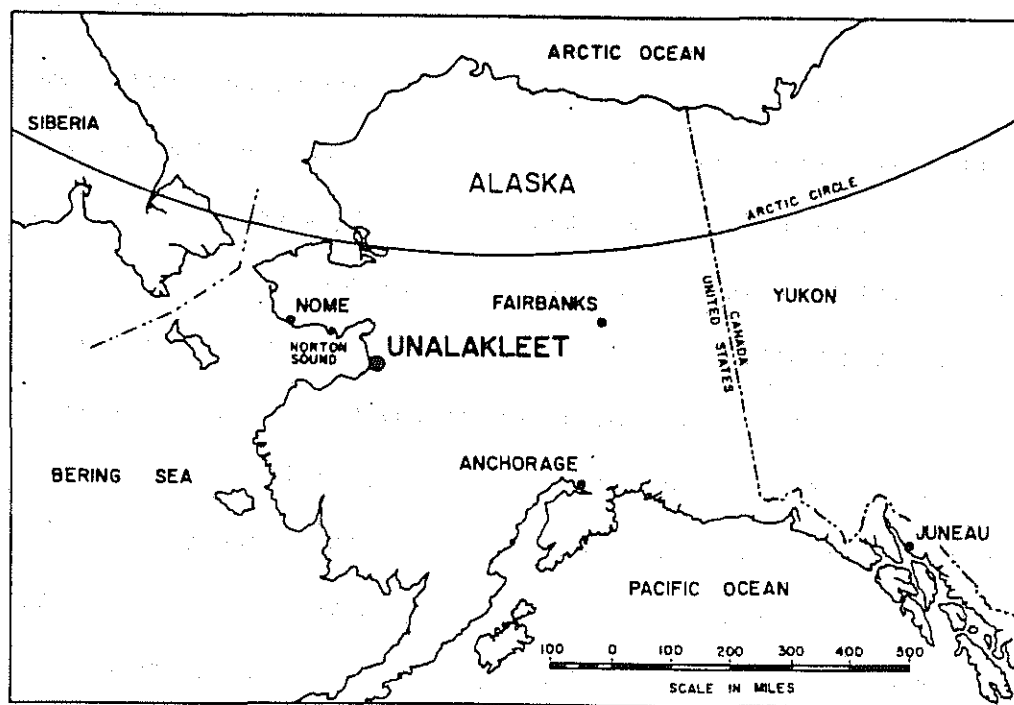 ARCTIC OCEAN
SIBERIA
ALASKA
ARCTIC CIRCLE
NOME
FAIRBANKS
YUKON
CANADA
UNITED STATES
NORTON
SOUND
UNALAKLEET
BERING SEA
ANCHORAGE
JUNEAU
PACIFIC OCEAN
100 0 100 200 300 400 500
SCALE IN MILES